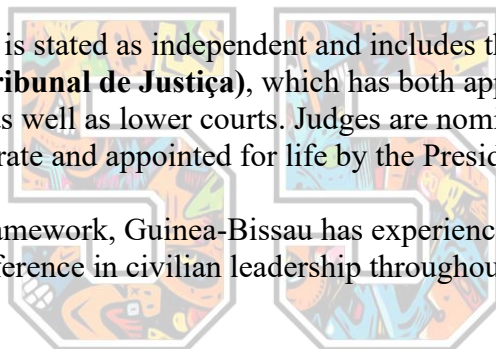 is stated as independent and includes th
ribunal de Justiça), which has both app
as well as lower courts. Judges are nomi
rate and appointed for life by the Presid
amework, Guinea-Bissau has experienc
ference in civilian leadership throughou